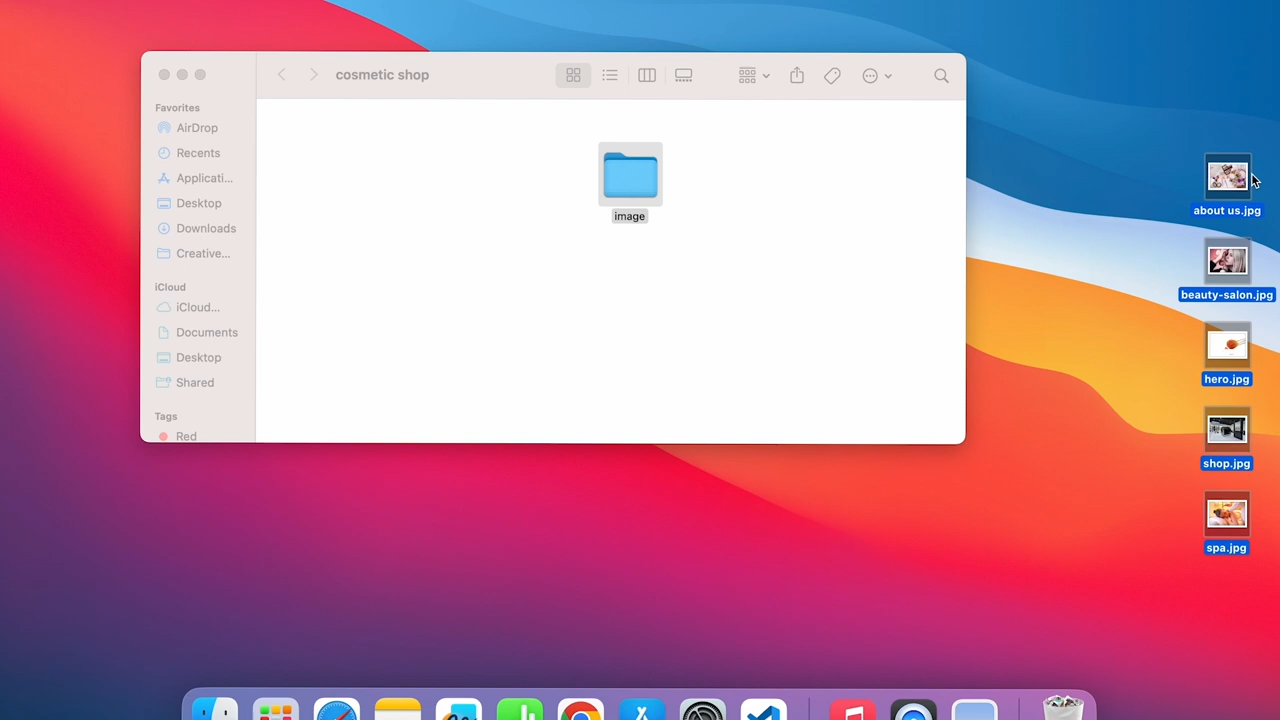 cosmetic shop
Favorites
AirDrop
Recents
Applicati...
Desktop
Downloads
Creative...
iCloud
iCloud...
Documents
Desktop
Shared
Tags
Red
image
about us.jpg
beauty-salon.jpg
hero.jpg
shop.jpg
spa.jpg